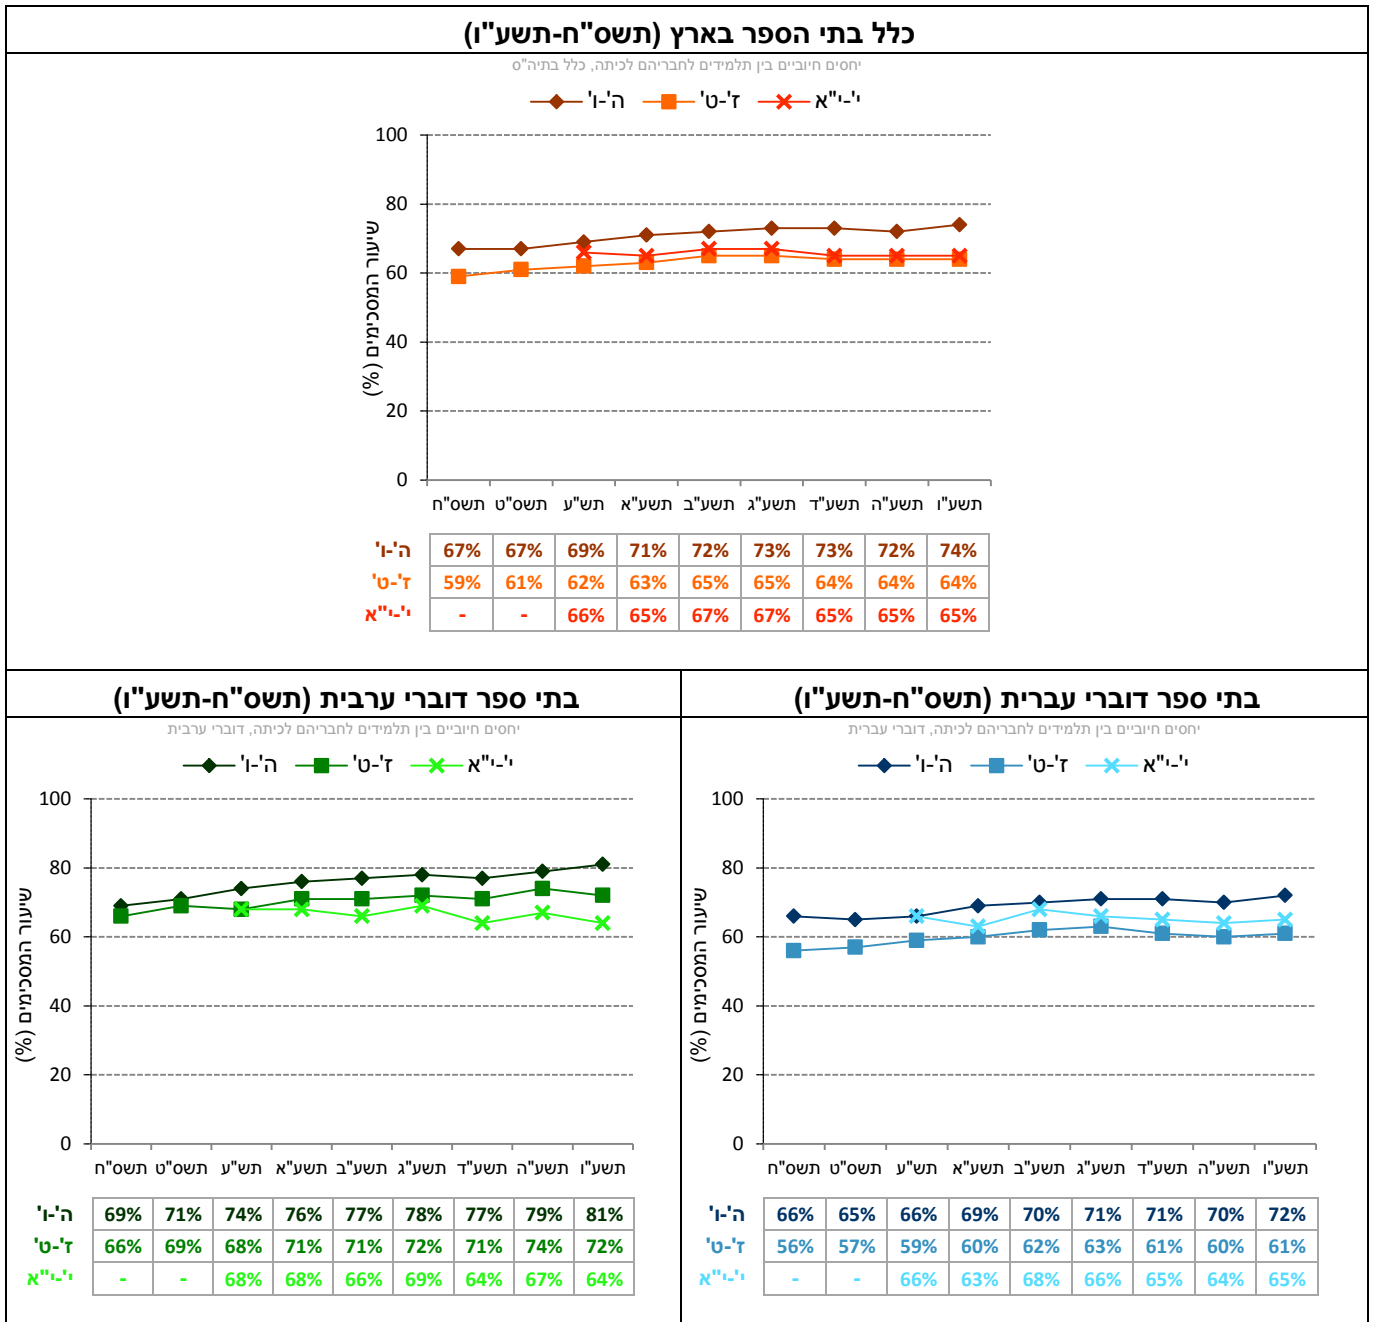 כלל בתי הספר בארץ (תשס"ח-תשע"ו)
יחסים חיוביים בין תלמידים לחבריהם לכיתה, כלל בתיה"ס
ה'-ו' ז'-ט' י'-י"א
שיעור המסכימים (%)
100
80
60
40
20
0
תשס"ח תשס"ט תש"ע תשע"א תשע"ב תשע"ג תשע"ד תשע"ה תשע"ו
ה'-ו' 67% 67% 69% 71% 72% 73% 73% 72% 74%
ז'-ט' 59% 61% 62% 63% 65% 65% 64% 64% 64%
י'-י"א - - 66% 65% 67% 67% 65% 65% 65%
בתי ספר דוברי עברית (תשס"ח-תשע"ו)
יחסים חיוביים בין תלמידים לחבריהם לכיתה, דוברי עברית
ה'-ו' ז'-ט' י'-י"א
שיעור המסכימים (%)
100
80
60
40
20
0
תשס"ח תשס"ט תש"ע תשע"א תשע"ב תשע"ג תשע"ד תשע"ה תשע"ו
ה'-ו' 66% 65% 66% 69% 70% 71% 71% 70% 72%
ז'-ט' 56% 57% 59% 60% 62% 63% 61% 60% 61%
י'-י"א - - 66% 63% 68% 66% 65% 64% 65%
בתי ספר דוברי ערבית (תשס"ח-תשע"ו)
יחסים חיוביים בין תלמידים לחבריהם לכיתה, דוברי ערבית
ה'-ו' ז'-ט' י'-י"א
שיעור המסכימים (%)
100
80
60
40
20
0
תשס"ח תשס"ט תש"ע תשע"א תשע"ב תשע"ג תשע"ד תשע"ה תשע"ו
ה'-ו' 69% 71% 74% 76% 77% 78% 77% 79% 81%
ז'-ט' 66% 69% 68% 71% 71% 72% 71% 74% 72%
י'-י"א - - 68% 68% 66% 69% 64% 67% 64%